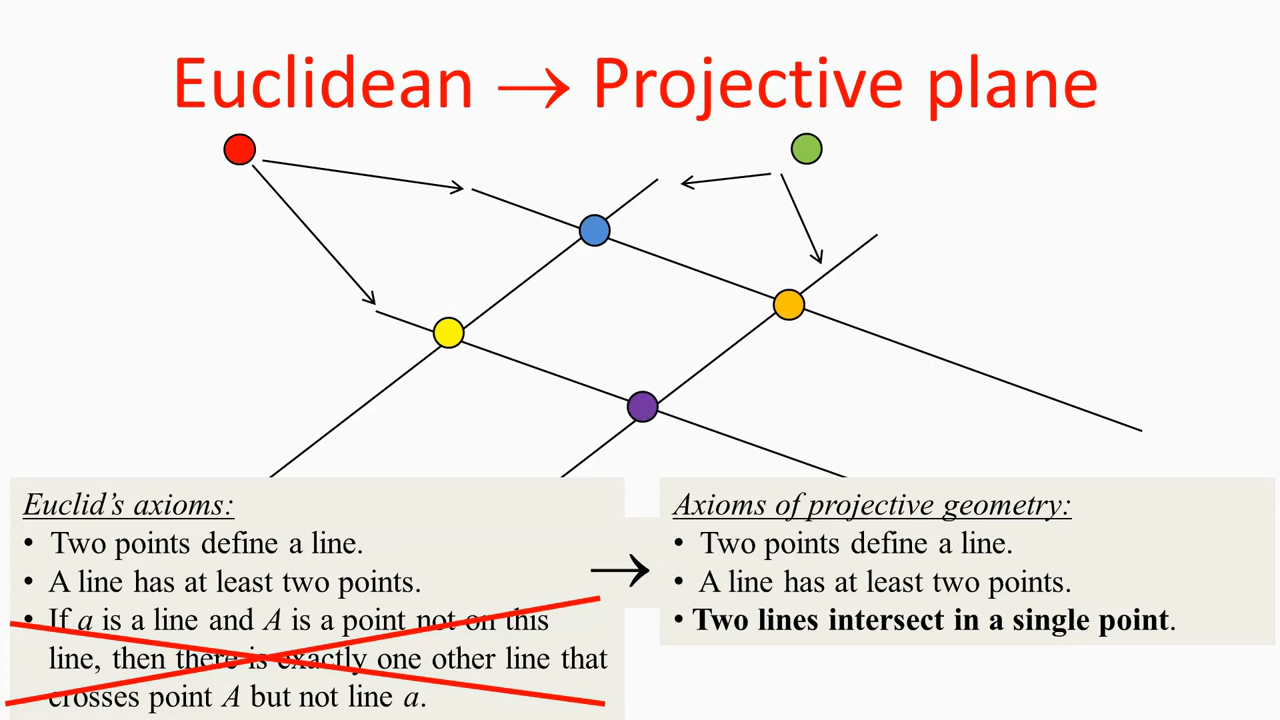 Euclidean → Projective plane
Euclid’s axioms:
• Two points define a line.
• A line has at least two points.
• If a is a line and A is a point not on this
line, then there is exactly one other line that
crosses point A but not line a.
→
Axioms of projective geometry:
• Two points define a line.
• A line has at least two points.
• Two lines intersect in a single point.